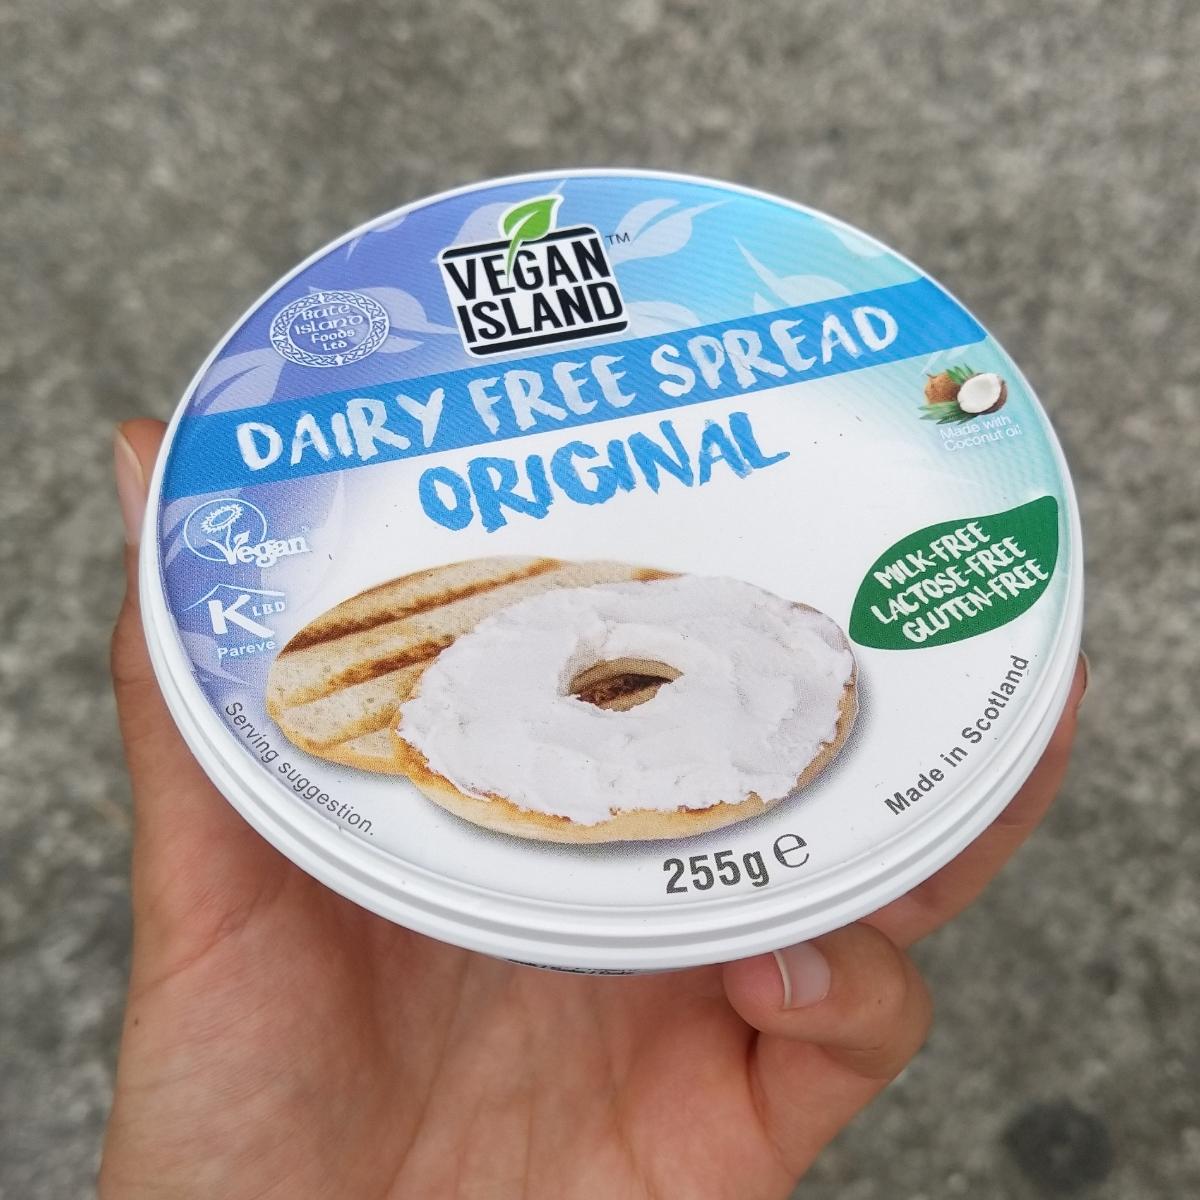 VEGAN
ISLAND
TM
Bute
Island
Foods
Ltd
DAIRY FREE SPREAD
ORIGINAL
Made with
Coconut oil
Vegan
K LBD
Pareve
MILK-FREE
LACTOSE-FREE
GLUTEN-FREE
Serving suggestion.
Made in Scotland
255g e